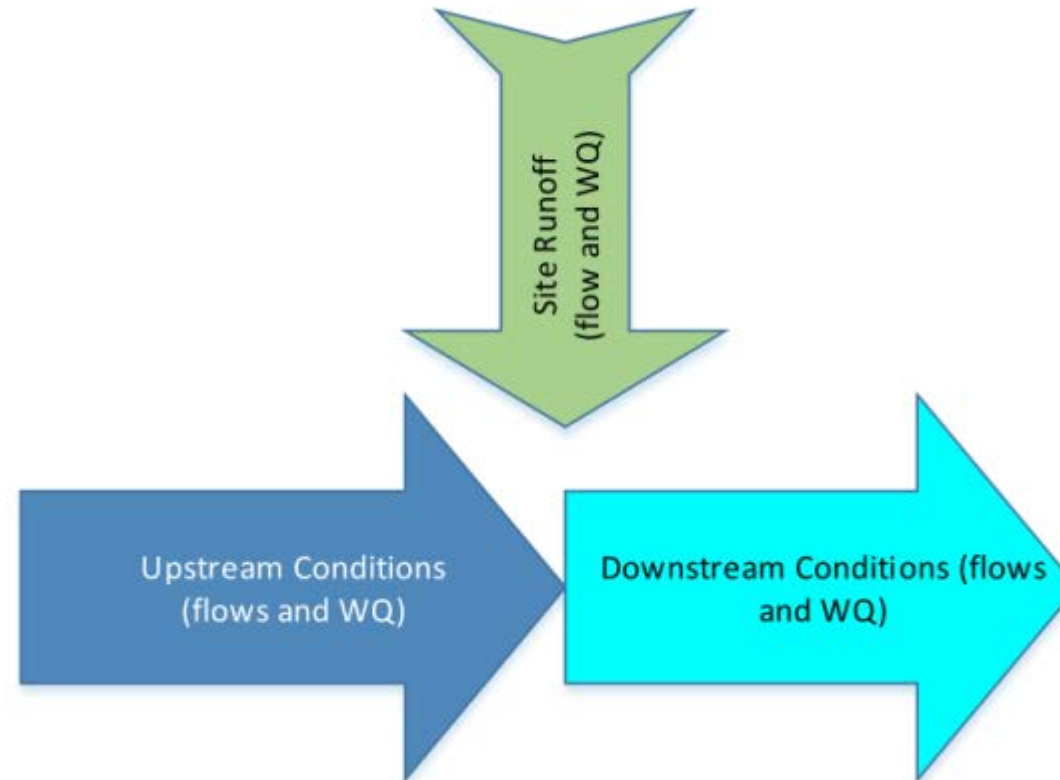 Site Runoff
(flow and WQ)
Upstream Conditions
(flows and WQ)
Downstream Conditions (flows
and WQ)